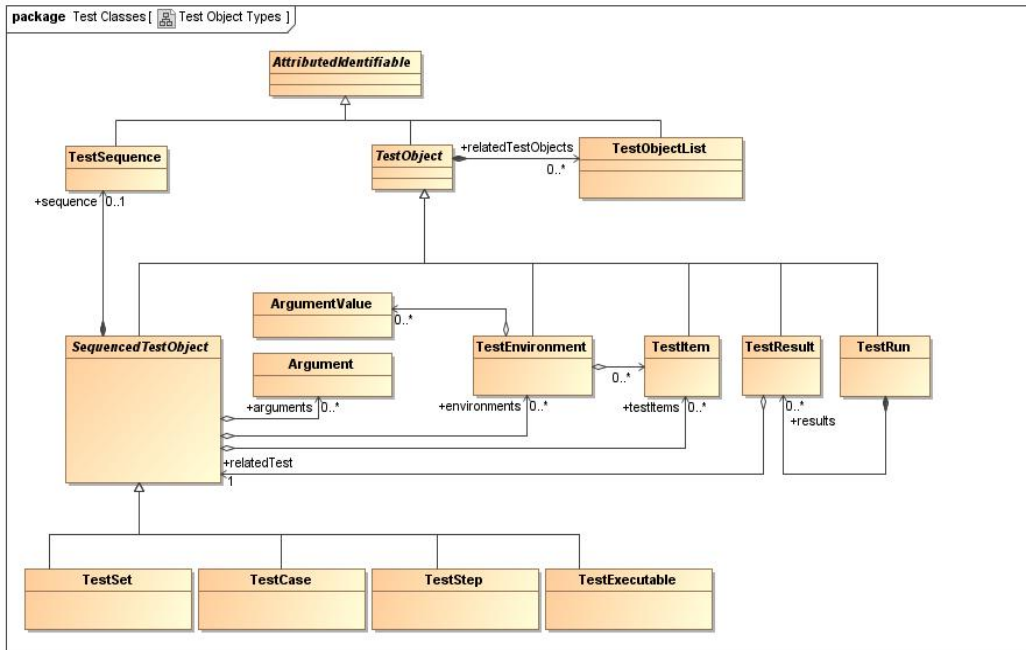 package Test Classes [ Test Object Types ]
AttributedIdentifiable
TestSequence
TestObject
+relatedTestObjects
0..*
TestObjectList
+sequence
0..1
ArgumentValue
0..*
SequencedTestObject
TestEnvironment
TestItem
TestResult
TestRun
Argument
0..*
+arguments
0..*
+environments
0..*
+testItems
0..*
0..*
+results
+relatedTest
1
TestSet
TestCase
TestStep
TestExecutable